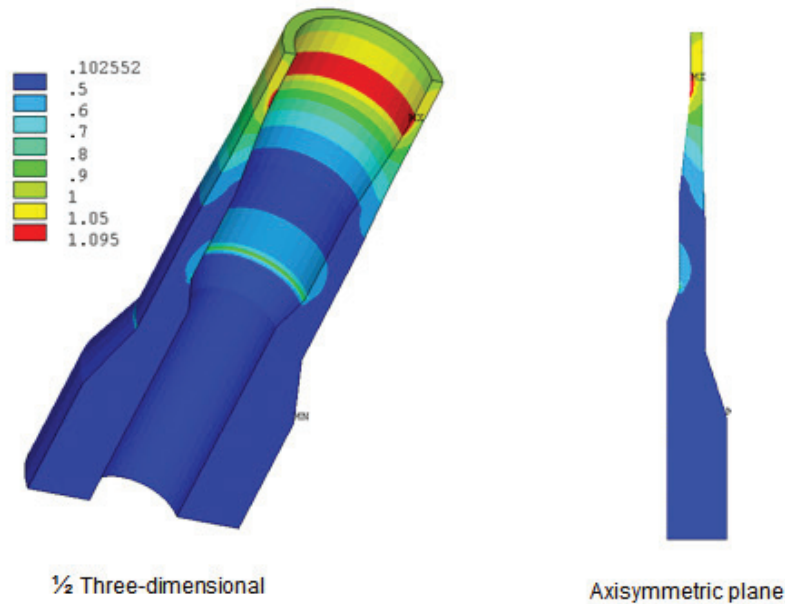 .102552
.5
.6
.7
.8
.9
1
1.05
1.095
MX
MX
MN
½ Three-dimensional
Axisymmetric plane